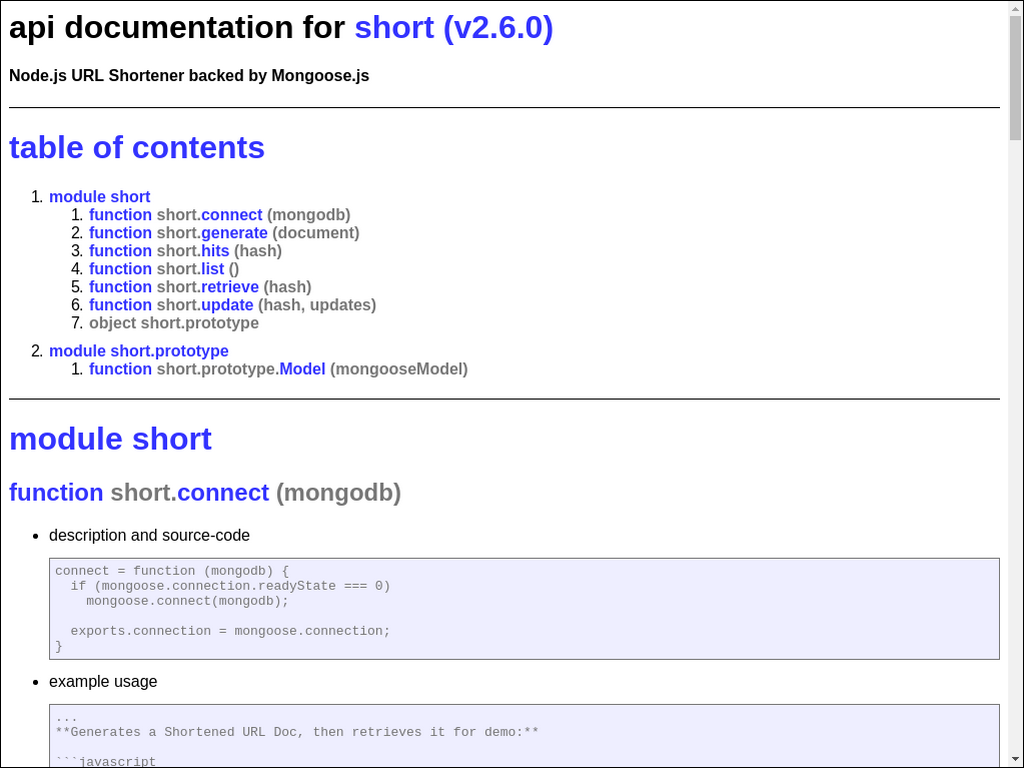 api documentation for short (v2.6.0)
Node.js URL Shortener backed by Mongoose.js
table of contents
1. module short
1. function short.connect (mongodb)
2. function short.generate (document)
3. function short.hits (hash)
4. function short.list ()
5. function short.retrieve (hash)
6. function short.update (hash, updates)
7. object short.prototype
2. module short.prototype
1. function short.prototype.Model (mongooseModel)
module short
function short.connect (mongodb)
• description and source-code
connect = function (mongodb) {
  if (mongoose.connection.readyState === 0)
    mongoose.connect(mongodb);
  exports.connection = mongoose.connection;
}
• example usage
...
**Generates a Shortened URL Doc, then retrieves it for demo:**
```javascript